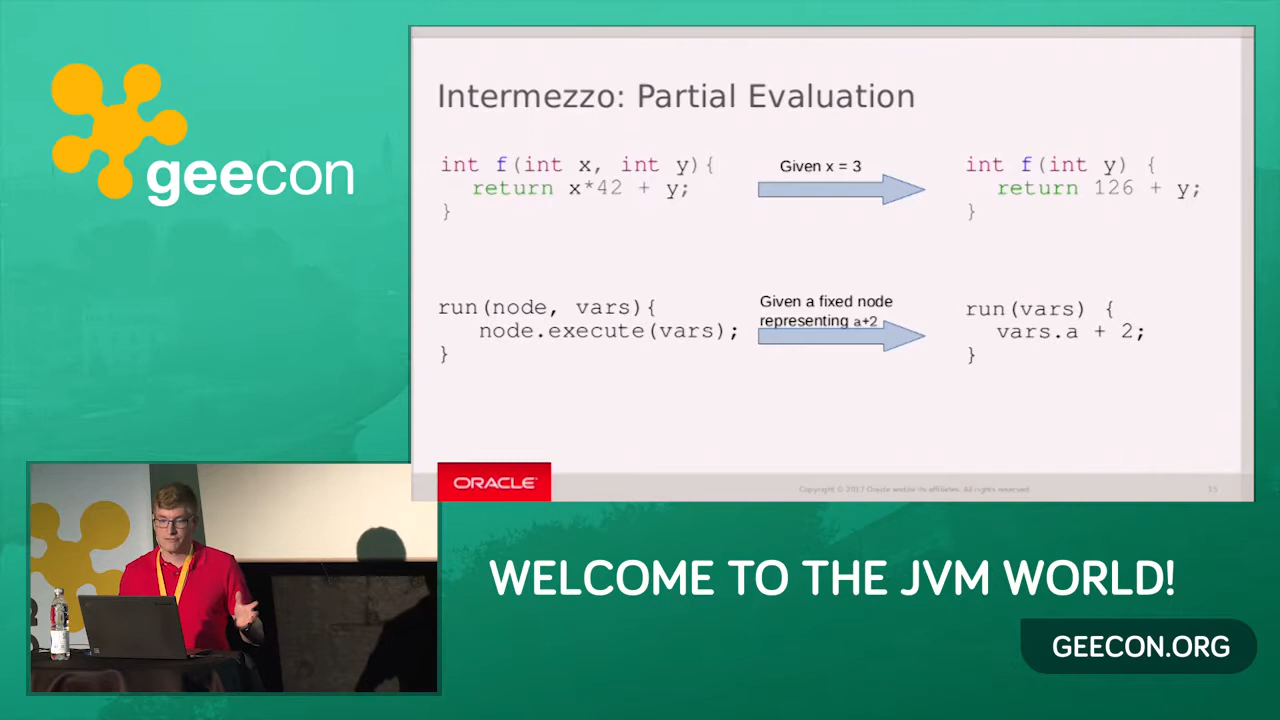 geecon
Intermezzo: Partial Evaluation
int f(int x, int y){
return x*42 + y;
}
Given x = 3
int f(int y) {
return 126 + y;
}
run(node, vars){
node.execute(vars);
}
Given a fixed node
representing a+2
run(vars) {
vars.a + 2;
}
ORACLE
Copyright © 2017 Oracle and/or its affiliates. All rights reserved.
15
WELCOME TO THE JVM WORLD!
GEECON.ORG